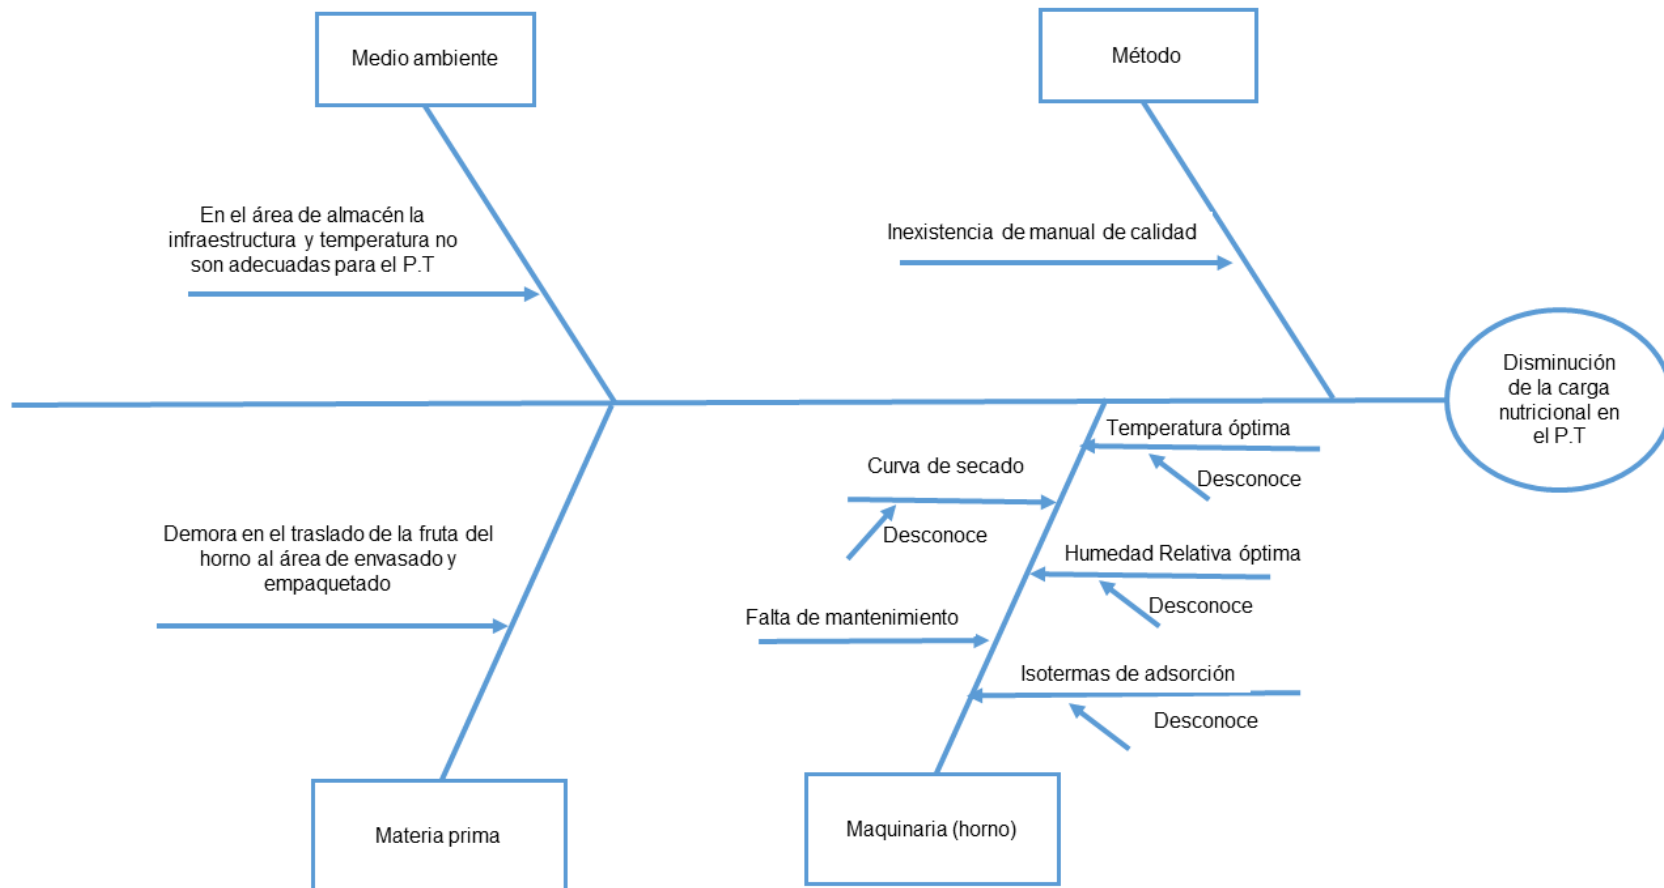 Medio ambiente
Método
En el área de almacén la
infraestructura y temperatura no
son adecuadas para el P.T
Inexistencia de manual de calidad
Disminución
de la carga
nutricional en
el P.T
Temperatura óptima
Desconoce
Curva de secado
Desconoce
Demora en el traslado de la fruta del
horno al área de envasado y
empaquetado
Humedad Relativa óptima
Desconoce
Falta de mantenimiento
Isotermas de adsorción
Desconoce
Materia prima
Maquinaria (horno)